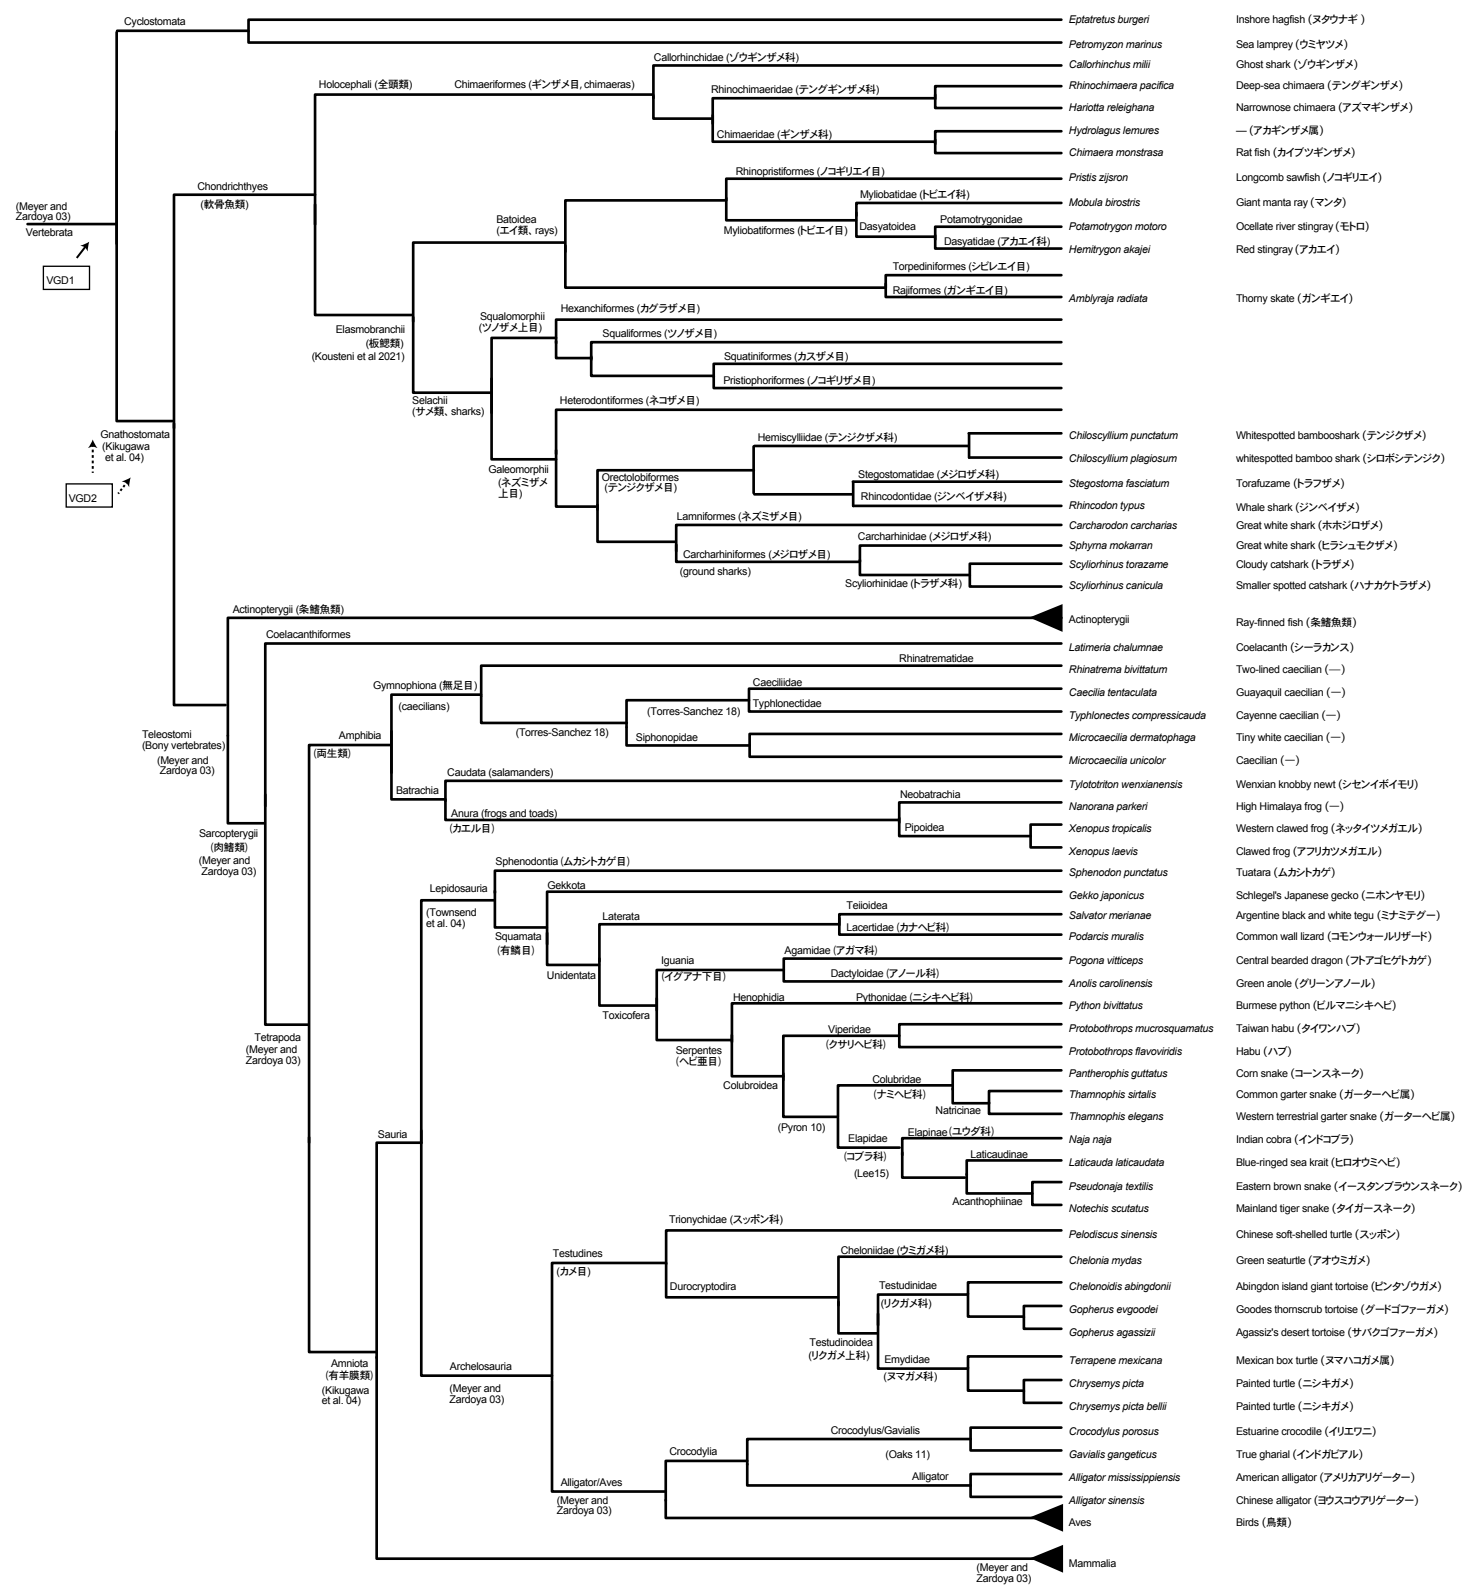 Cyclostomata
Eptatretus burgeri Inshore hagfish (ヌタウナギ )
Petromyzon marinus Sea lamprey (ウミヤツメ)
Callorhinchidae (ゾウギンザメ科)
Callorhinchus milii Ghost shark (ゾウギンザメ)
Holocephali (全頭類) Chimaeriformes (ギンザメ目, chimaeras)
Rhinochimaeridae (テングギンザメ科)
Rhinochimaera pacifica Deep-sea chimaera (テングギンザメ)
Hariotta releighana Narrownose chimaera (アズマギンザメ)
Chimaeridae (ギンザメ科)
Hydrolagus lemures — (アカギンザメ属)
Chimaera monstrasa Rat fish (カイブツギンザメ)
Chondrichthyes
(軟骨魚類)
Rhinopristiformes (ノコギリエイ目)
Pristis zijsron Longcomb sawfish (ノコギリエイ)
Myliobatidae (トビエイ科)
Mobula birostris Giant manta ray (マンタ)
(Meyer and
Zardoya 03)
Vertebrata
VGD1
Batoidea
(エイ類、rays)
Myliobatiformes (トビエイ目)
Dasyatoidea
Potamotrygonidae
Potamotrygon motoro Ocellate river stingray (モトロ)
Dasyatidae (アカエイ科)
Hemitrygon akajei Red stingray (アカエイ)
Torpediniformes (シビレエイ目)
Rajiformes (ガンギエイ目)
Amblyraja radiata Thorny skate (ガンギエイ)
Elasmobranchii
(板鰓類)
(Kousteni et al 2021)
Squalomorphii
(ツノザメ上目)
Hexanchiformes (カグラザメ目)
Squaliformes (ツノザメ目)
Squatiniformes (カスザメ目)
Pristiophoriformes (ノコギリザメ目)
Selachii
(サメ類、sharks)
Heterodontiformes (ネコザメ目)
Gnathostomata
(Kikugawa
et al. 04)
VGD2
Galeomorphii
(ネズミザメ
上目)
Hemiscylliidae (テンジクザメ科)
Chiloscyllium punctatum Whitespotted bambooshark (テンジクザメ)
Chiloscyllium plagiosum whitespotted bamboo shark (シロボシテンジク)
Orectolobiformes
(テンジクザメ目)
Stegostomatidae (メジロザメ科)
Stegostoma fasciatum Torafuzame (トラフザメ)
Rhincodontidae (ジンベイザメ科)
Rhincodon typus Whale shark (ジンベイザメ)
Lamniformes (ネズミザメ目)
Carcharodon carcharias Great white shark (ホホジロザメ)
Carcharhinidae (メジロザメ科)
Sphyrna mokarran Great white shark (ヒラシュモクザメ)
Carcharhiniformes (メジロザメ目)
(ground sharks)
Scyliorhinus torazame Cloudy catshark (トラザメ)
Scyliorhinidae (トラザメ科)
Scyliorhinus canicula Smaller spotted catshark (ハナカケトラザメ)
Actinopterygii (条鰭魚類)
Actinopterygii Ray-finned fish (条鰭魚類)
Coelacanthiformes
Latimeria chalumnae Coelacanth (シーラカンス)
Rhinatrematidae
Rhinatrema bivittatum Two-lined caecilian (—)
Gymnophiona (無足目)
(caecilians)
Caeciliidae
Caecilia tentaculata Guayaquil caecilian (—)
(Torres-Sanchez 18)
Typhlonectidae
Typhlonectes compressicauda Cayenne caecilian (—)
(Torres-Sanchez 18)
Siphonopidae
Microcaecilia dermatophaga Tiny white caecilian (—)
Microcaecilia unicolor Caecilian (—)
Teleostomi
(Bony vertebrates)
(Meyer and
Zardoya 03)
Amphibia
(両生類)
Batrachia
Caudata (salamanders)
Tylototriton wenxianensis Wenxian knobby newt (シセンイボイモリ)
Anura (frogs and toads)
(カエル目)
Neobatrachia
Nanorana parkeri High Himalaya frog (—)
Pipoidea
Xenopus tropicalis Western clawed frog (ネッタイツメガエル)
Xenopus laevis Clawed frog (アフリカツメガエル)
Sarcopterygii
(肉鰭類)
(Meyer and
Zardoya 03)
Sphenodontia (ムカシトカゲ目)
Sphenodon punctatus Tuatara (ムカシトカゲ)
Lepidosauria
(Townsend
et al. 04)
Gekkota
Gekko japonicus Schlegel's Japanese gecko (ニホンヤモリ)
Squamata
(有鱗目)
Laterata
Teiioidea
Salvator merianae Argentine black and white tegu (ミナミテグー)
Lacertidae (カナヘビ科)
Podarcis muralis Common wall lizard (コモンウォールリザード)
Unidentata
Iguania
(イグアナ下目)
Agamidae (アガマ科)
Pogona vitticeps Central bearded dragon (フトアゴヒゲトカゲ)
Dactyloidae (アノール科)
Anolis carolinensis Green anole (グリーンアノール)
Toxicofera
Henophidia Pythonidae (ニシキヘビ科)
Python bivittatus Burmese python (ビルマニシキヘビ)
Tetrapoda
(Meyer and
Zardoya 03)
Serpentes
(ヘビ亜目)
Viperidae
(クサリヘビ科)
Protobothrops mucrosquamatus Taiwan habu (タイワンハブ)
Protobothrops flavoviridis Habu (ハブ)
Colubroidea
Colubridae
(ナミヘビ科)
Pantherophis guttatus Corn snake (コーンスネーク)
Thamnophis sirtalis Common garter snake (ガーターヘビ属)
Natricinae
Thamnophis elegans Western terrestrial garter snake (ガーターヘビ属)
(Pyron 10)
Sauria
Elapidae
(コブラ科)
(Lee15)
Elapinae (ユウダ科)
Naja naja Indian cobra (インドコブラ)
Laticaudinae
Laticauda laticaudata Blue-ringed sea krait (ヒロオウミヘビ)
Pseudonaja textilis Eastern brown snake (イースタンブラウンスネーク)
Acanthophiinae
Notechis scutatus Mainland tiger snake (タイガースネーク)
Trionychidae (スッポン科)
Pelodiscus sinensis Chinese soft-shelled turtle (スッポン)
Testudines
(カメ目)
Cheloniidae (ウミガメ科)
Chelonia mydas Green seaturtle (アオウミガメ)
Durocryptodira
Testudinidae
(リクガメ科)
Chelonoidis abingdonii Abingdon island giant tortoise (ピンタゾウガメ)
Gopherus evgoodei Goodes thornscrub tortoise (グードゴファーガメ)
Gopherus agassizii Agassiz's desert tortoise (サバクゴファーガメ)
Testudinoidea
(リクガメ上科)
Emydidae
(ヌマガメ科)
Terrapene mexicana Mexican box turtle (ヌマハコガメ属)
Chrysemys picta Painted turtle (ニシキガメ)
Chrysemys picta bellii Painted turtle (ニシキガメ)
Amniota
(有羊膜類)
(Kikugawa
et al. 04)
Archelosauria
(Meyer and
Zardoya 03)
Crocodylus/Gavialis
(Oaks 11)
Crocodylus porosus Estuarine crocodile (イリエワニ)
Gavialis gangeticus True gharial (インドガビアル)
Crocodylia
Alligator
Alligator mississippiensis American alligator (アメリカアリゲーター)
Alligator sinensis Chinese alligator (ヨウスコウアリゲーター)
Alligator/Aves
(Meyer and
Zardoya 03)
Aves Birds (鳥類)
Mammalia
(Meyer and
Zardoya 03)